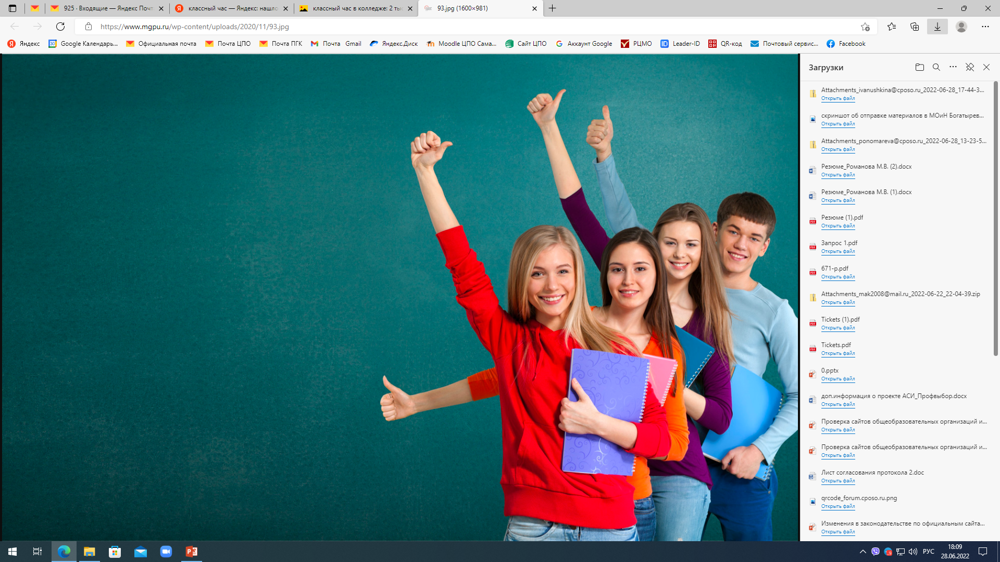 925 · Входящие — Яндекс Почт
классный час — Яндекс: нашло
классный час в колледже: 2 тыс
93.jpg (1600×981)
https://www.mgpu.ru/wp-content/uploads/2020/11/93.jpg
Яндекс
Google Календарь...
Официальная почта
Почта ЦПО
Почта ПГК
Почта Gmail
Яндекс.Диск
Moodle ЦПО Сама...
Сайт ЦПО
Аккаунт Google
РЦМО
Leader-ID
QR-код
Почтовый сервис...
Facebook
Загрузки
Attachments_ivanushkina@cposo.ru_2022-06-28_17-44-3...
Открыть файл
скриншот об отправке материалов в МОиН Богатырев...
Открыть файл
Attachments_ponomareva@cposo.ru_2022-06-28_13-23-5...
Открыть файл
Резюме_Романова М.В. (2).docx
Открыть файл
Резюме_Романова М.В. (1).docx
Открыть файл
Резюме (1).pdf
Открыть файл
Запрос 1.pdf
Открыть файл
671-р.pdf
Открыть файл
Attachments_mak2008@mail.ru_2022-06-22_22-04-39.zip
Открыть файл
Tickets (1).pdf
Открыть файл
Tickets.pdf
Открыть файл
0.pptx
Открыть файл
доп.информация о проекте АСИ_Профвыбор.docx
Открыть файл
Проверка сайтов общеобразовательных организаций и...
Открыть файл
Проверка сайтов общеобразовательных организаций и...
Открыть файл
Лист согласования протокола 2.doc
Открыть файл
qrcode_forum.cposo.ru.png
Открыть файл
Изменения в законодательстве по официальным сайта...
Открыть файл
РУС
18:09
28.06.2022